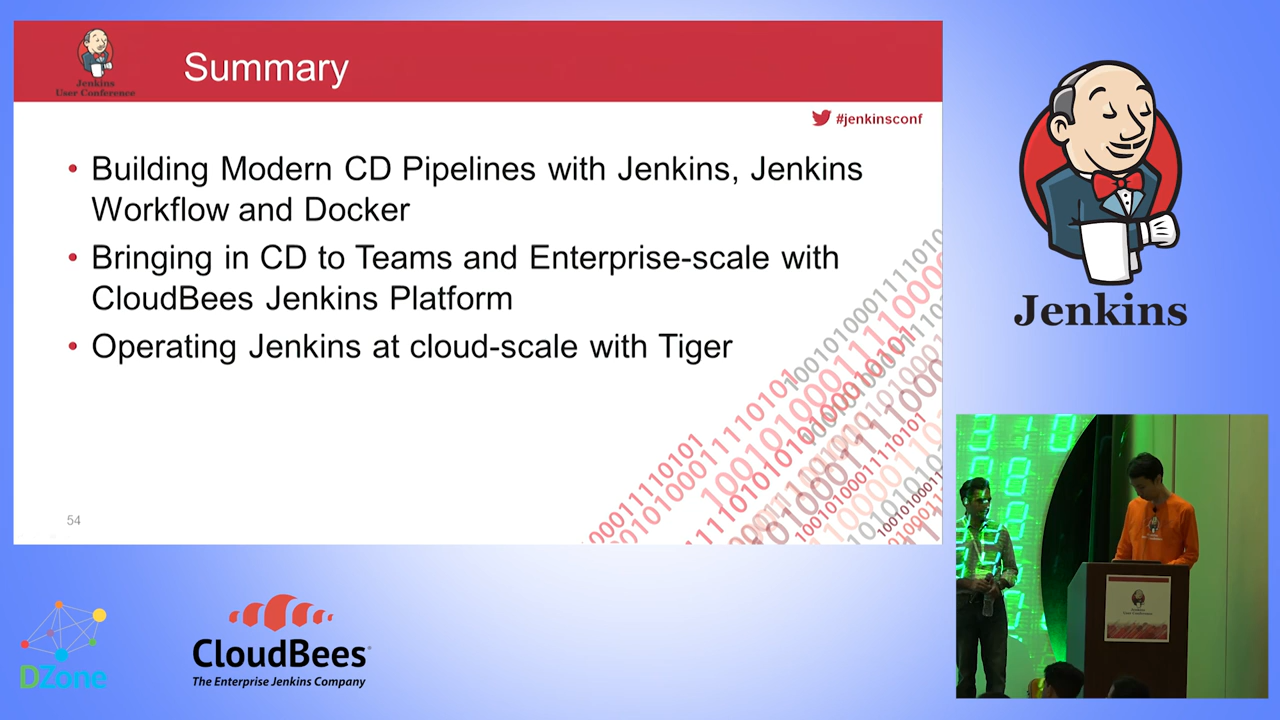 Jenkins
User Conference
Summary
#jenkinsconf
• Building Modern CD Pipelines with Jenkins, Jenkins
Workflow and Docker
• Bringing in CD to Teams and Enterprise-scale with
CloudBees Jenkins Platform
• Operating Jenkins at cloud-scale with Tiger
54
Jenkins
DZone
CloudBees
The Enterprise Jenkins Company